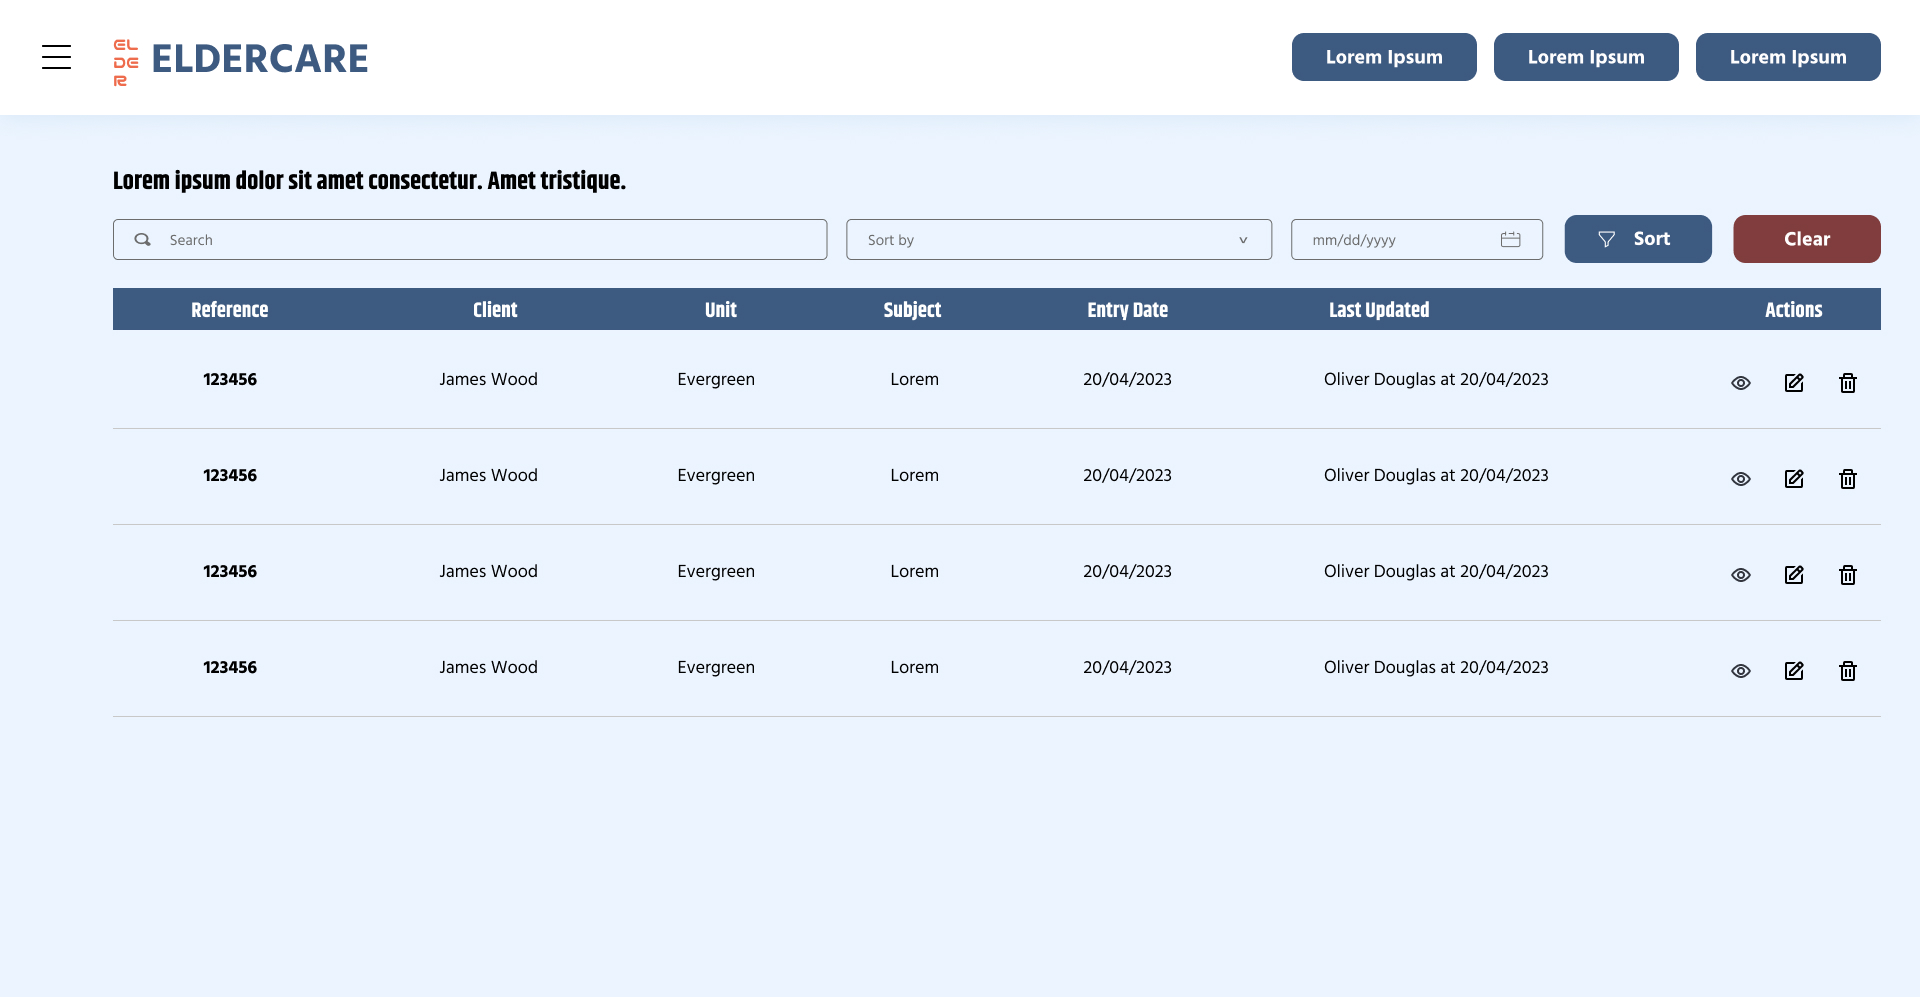 EL
DE
R
ELDERCARE
Lorem Ipsum
Lorem Ipsum
Lorem Ipsum
Lorem ipsum dolor sit amet consectetur. Amet tristique.
Search
Sort by
mm/dd/yyyy
Sort
Clear
Reference Client Unit Subject Entry Date Last Updated Actions
123456 James Wood Evergreen Lorem 20/04/2023 Oliver Douglas at 20/04/2023
123456 James Wood Evergreen Lorem 20/04/2023 Oliver Douglas at 20/04/2023
123456 James Wood Evergreen Lorem 20/04/2023 Oliver Douglas at 20/04/2023
123456 James Wood Evergreen Lorem 20/04/2023 Oliver Douglas at 20/04/2023